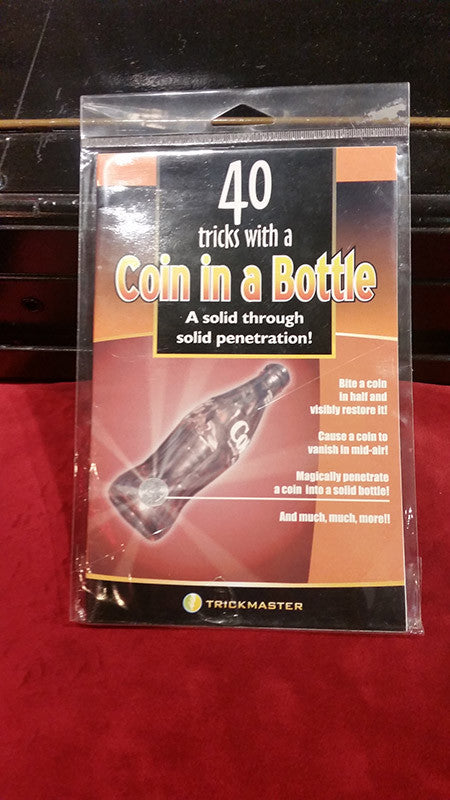 40
tricks with a
Coin in a Bottle
A solid through
solid penetration!
Bite a coin
in half and
visibly restore it!
Cause a coin to
vanish in mid-air!
Magically penetrate
a coin into a solid bottle!
And much, much, more!!
TRICKMASTER